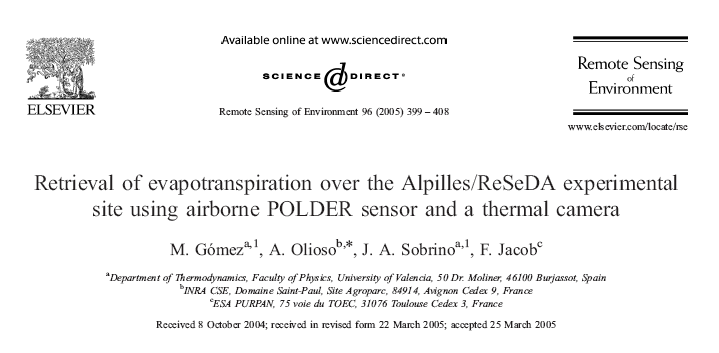 Available online at www.sciencedirect.com
SCIENCE DIRECT®
ELSEVIER
Remote Sensing of Environment 96 (2005) 399 – 408
Remote Sensing
of
Environment
www.elsevier.com/locate/rse
Retrieval of evapotranspiration over the Alpilles/ReSeDA experimental
site using airborne POLDER sensor and a thermal camera
M. Gómez^a,1, A. Olioso^b,*, J. A. Sobrino^a,1, F. Jacob^c
^a Department of Thermodynamics, Faculty of Physics, University of Valencia, 50 Dr. Moliner, 46100 Burjassot, Spain
^b INRA CSE, Domaine Saint-Paul, Site Agroparc, 84914, Avignon Cedex 9, France
^c ESA PURPAN, 75 voie du TOEC, 31076 Toulouse Cedex 3, France
Received 8 October 2004; received in revised form 22 March 2005; accepted 25 March 2005